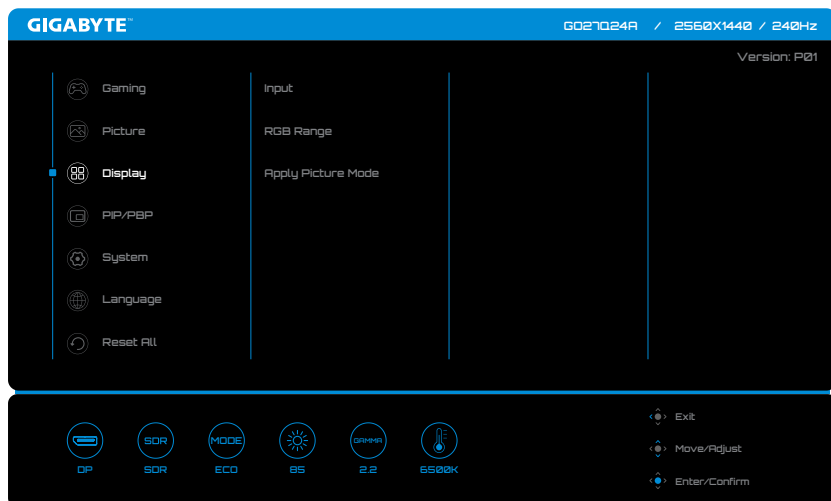 GIGABYTE™ GO27Q24A / 2560X1440 / 240Hz
Version: P01
Gaming Input
Picture RGB Range
Display Apply Picture Mode
PIP/PBP
System
Language
Reset All
SDR MODE GAMMA
DP SDR ECO 85 2.2 6500K
Exit
Move/Adjust
Enter/Confirm